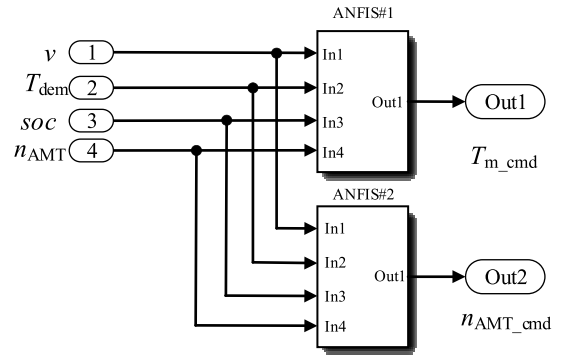 ANFIS#1
v 1
T_dem 2
soc 3
n_AMT 4
In1
In2
In3
In4
Out1
Out1
T_m_cmd
ANFIS#2
In1
In2
In3
In4
Out1
Out2
n_AMT_cmd